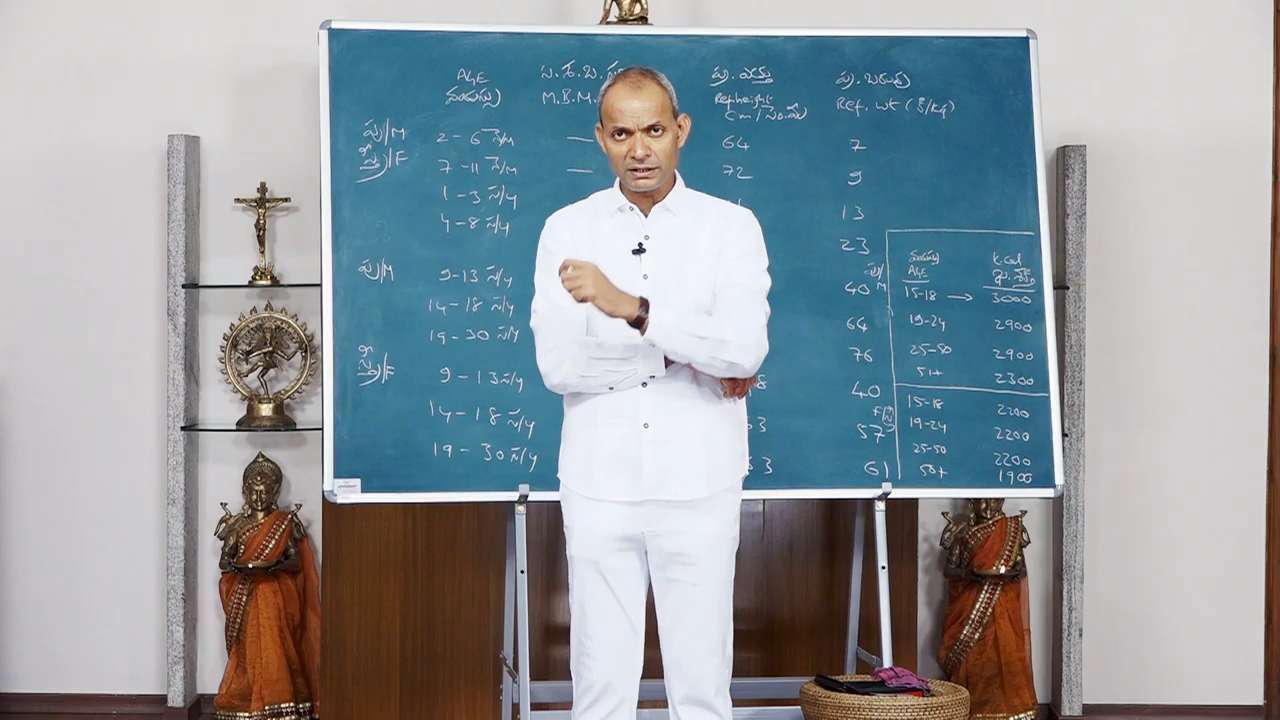 AGE ప్ర. ఎత్తు ప్ర. బరువు
వయస్సు M.B.M. Ref.height Ref. wt (కి/kg)
cm/సెం.మీ
పు/M 2-6 నె/M — 64 7
స్త్రీ/F 7-11 నె/M — 72 9
1-3 సం/y 13
4-8 సం/y 23
పు/M 9-13 సం/y 40 పు/M
14-18 సం/y 64
19-30 సం/y 76
స్త్రీ/F 9-13 సం/y 40
14-18 సం/y 57 F/స్త్రీ
19-30 సం/y 61
వయస్సు k.cal
AGE
15-18 → 3000
19-24 2900
25-50 2900
51+ 2300
15-18 2200
19-24 2200
25-50 2200
50+ 1900